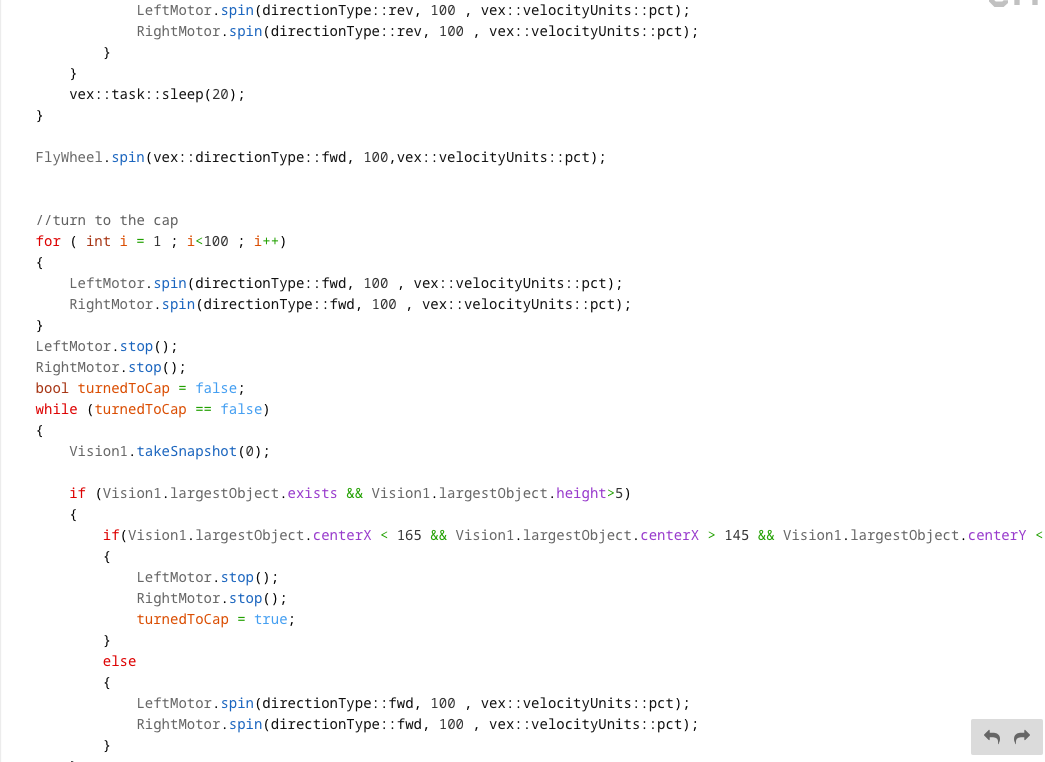 LeftMotor.spin(directionType::rev, 100 , vex::velocityUnits::pct);
RightMotor.spin(directionType::rev, 100 , vex::velocityUnits::pct);
}
}
vex::task::sleep(20);
}
FlyWheel.spin(vex::directionType::fwd, 100,vex::velocityUnits::pct);
//turn to the cap
for ( int i = 1 ; i<100 ; i++)
{
LeftMotor.spin(directionType::fwd, 100 , vex::velocityUnits::pct);
RightMotor.spin(directionType::fwd, 100 , vex::velocityUnits::pct);
}
LeftMotor.stop();
RightMotor.stop();
bool turnedToCap = false;
while (turnedToCap == false)
{
Vision1.takeSnapshot(0);
if (Vision1.largestObject.exists && Vision1.largestObject.height>5)
{
if(Vision1.largestObject.centerX < 165 && Vision1.largestObject.centerX > 145 && Vision1.largestObject.centerY <
{
LeftMotor.stop();
RightMotor.stop();
turnedToCap = true;
}
else
{
LeftMotor.spin(directionType::fwd, 100 , vex::velocityUnits::pct);
RightMotor.spin(directionType::fwd, 100 , vex::velocityUnits::pct);
}